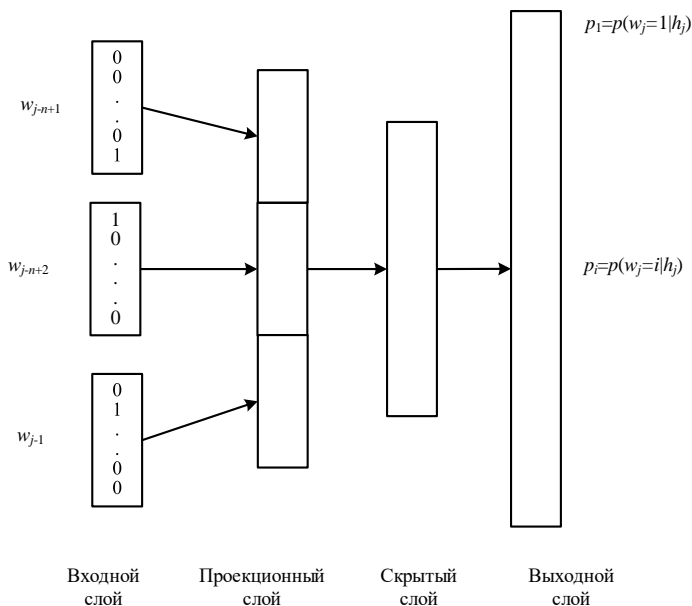 p₁=p(wⱼ=1|hⱼ)
0
0
.
.
0
1
wⱼ₋ₙ₊₁
1
0
.
.
.
0
wⱼ₋ₙ₊₂
pᵢ=p(wⱼ=i|hⱼ)
0
1
.
.
0
0
wⱼ₋₁
Входной
слой
Проекционный
слой
Скрытый
слой
Выходной
слой